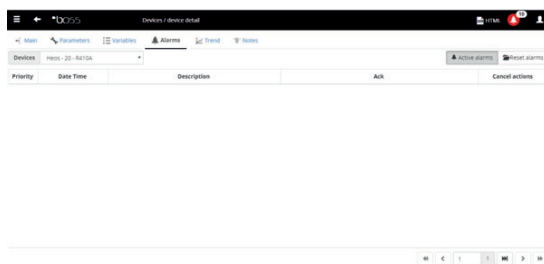 boss Devices / device detail HTML 10
Main Parameters Variables Alarms Trend Notes
Devices Heos - 20 - R410A Active alarms Reset alarms
Priority Date Time Description Ack Cancel actions
1 1